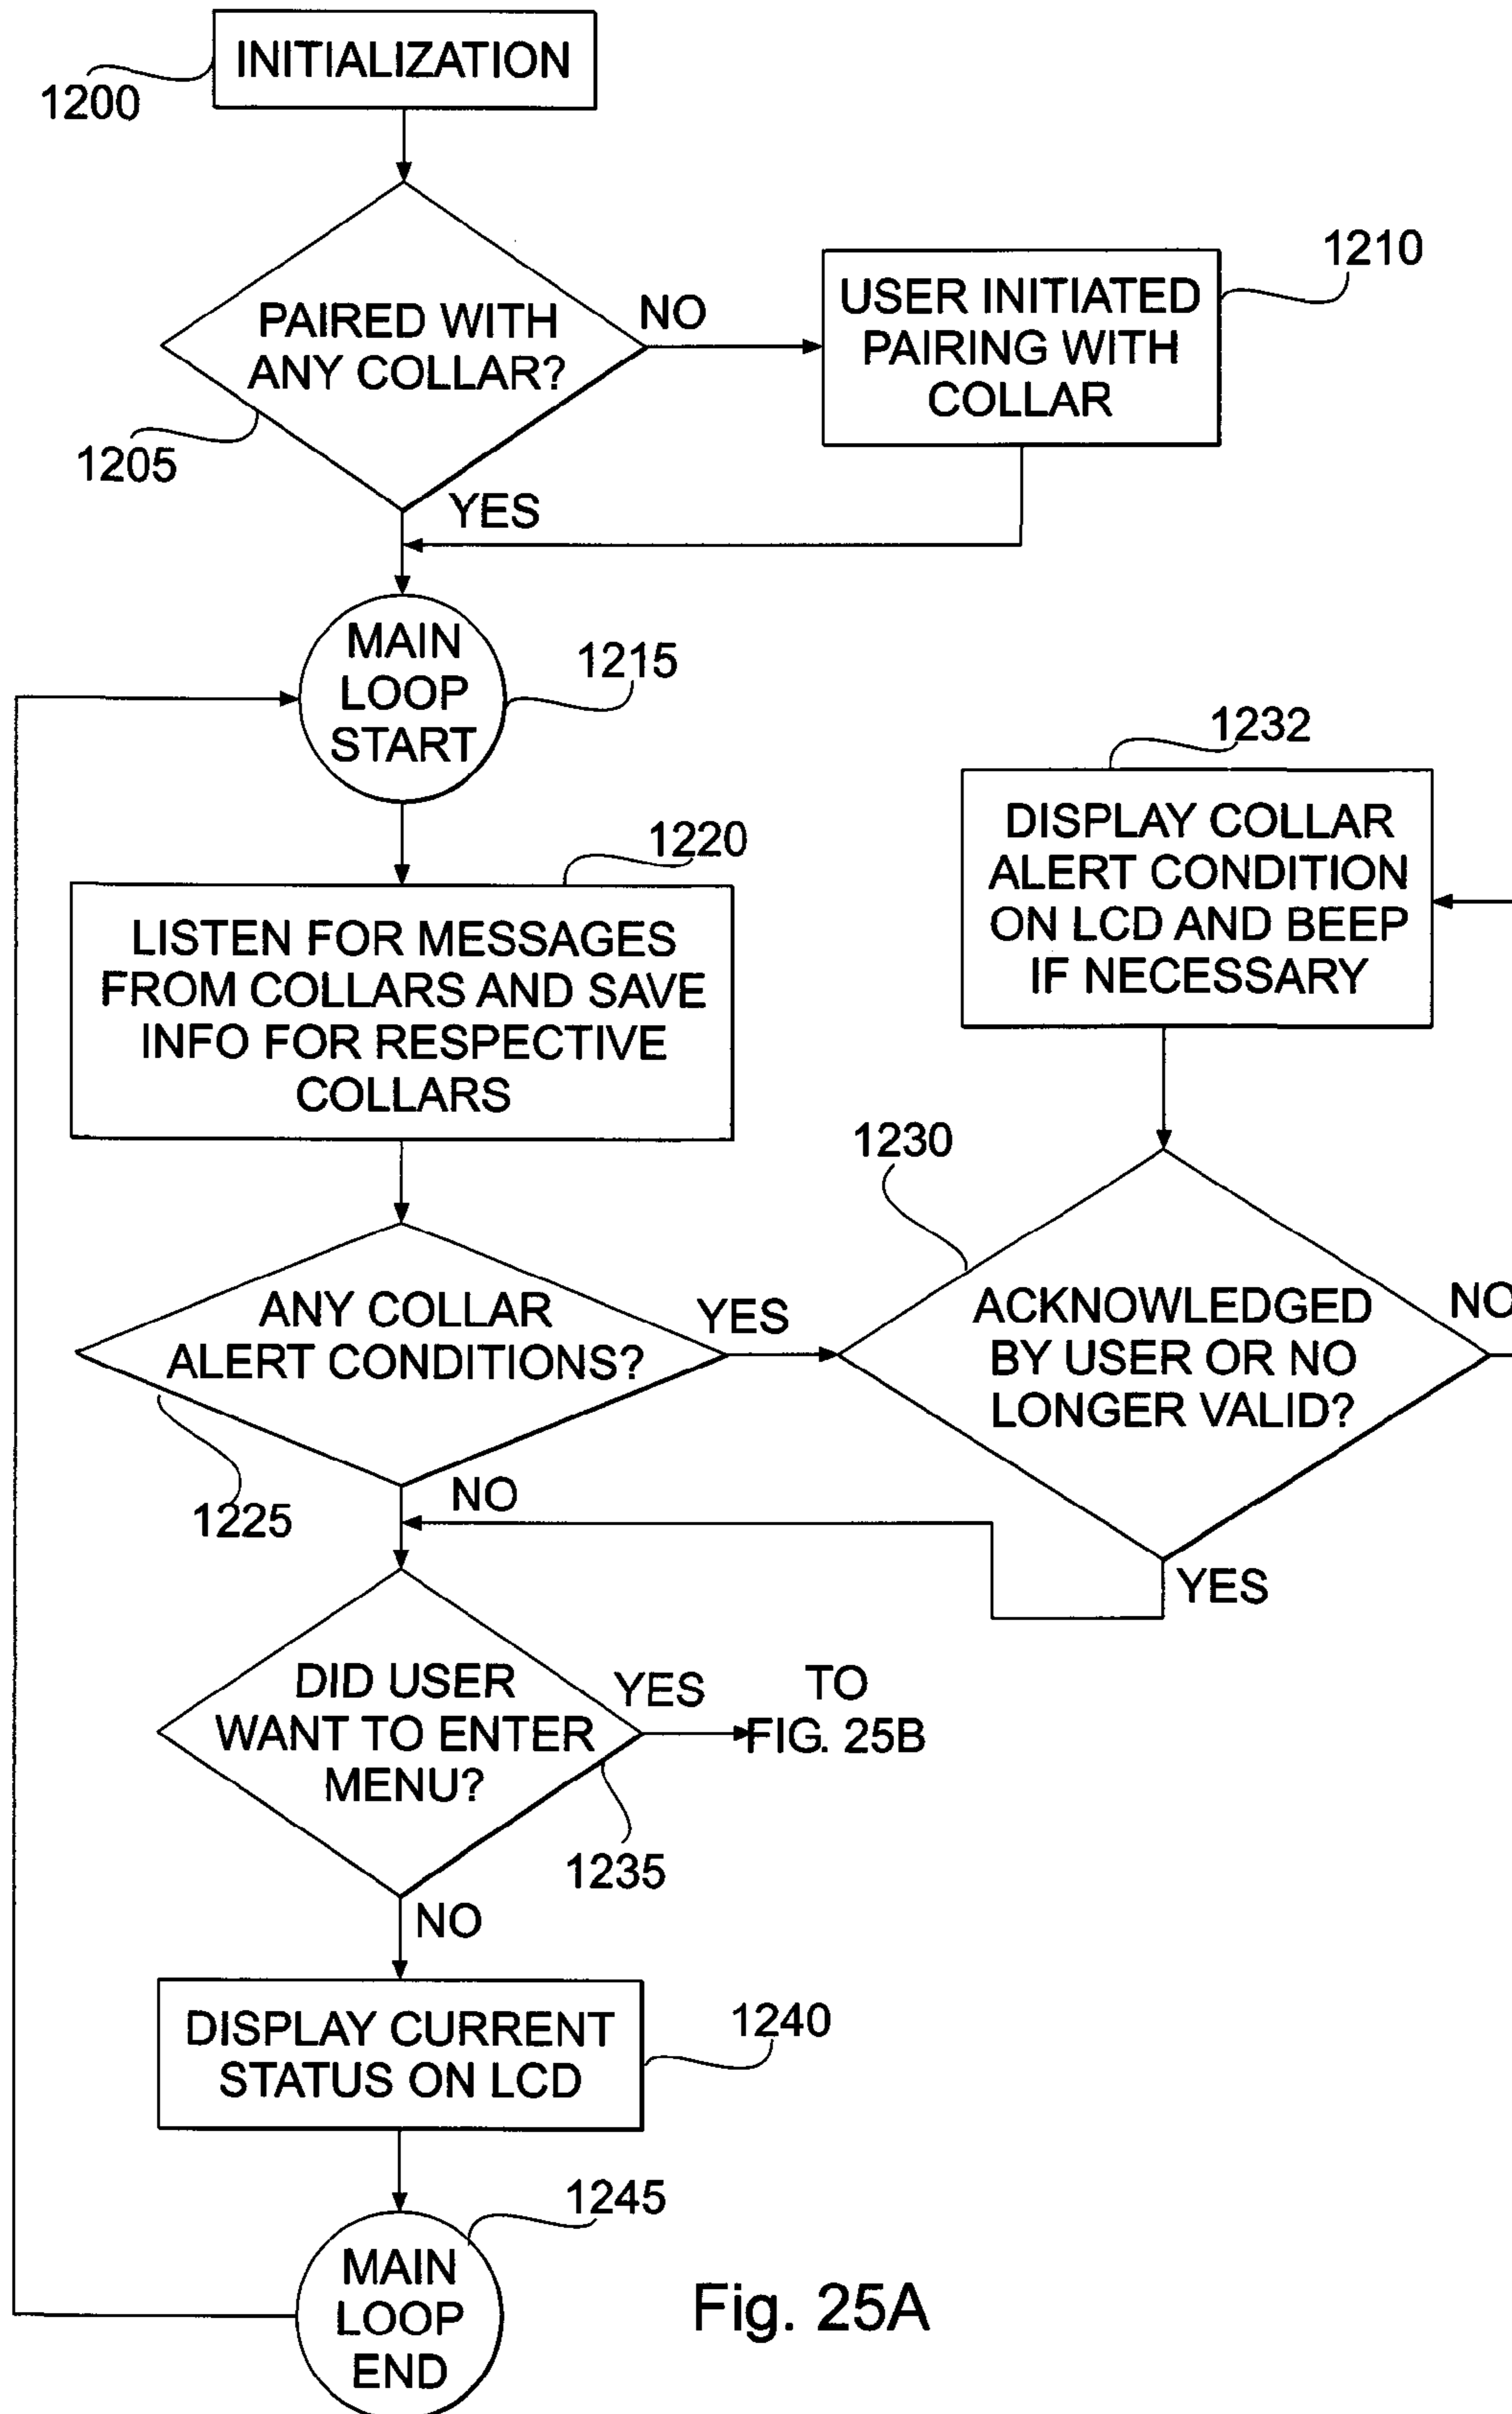 INITIALIZATION
1200
PAIRED WITH
ANY COLLAR?
1205
NO
USER INITIATED
PAIRING WITH
COLLAR
1210
YES
MAIN
LOOP
START
1215
1220
LISTEN FOR MESSAGES
FROM COLLARS AND SAVE
INFO FOR RESPECTIVE
COLLARS
1232
DISPLAY COLLAR
ALERT CONDITION
ON LCD AND BEEP
IF NECESSARY
ANY COLLAR
ALERT CONDITIONS?
1225
YES
1230
ACKNOWLEDGED
BY USER OR NO
LONGER VALID?
NO
YES
NO
DID USER
WANT TO ENTER
MENU?
1235
YES
TO
FIG. 25B
NO
DISPLAY CURRENT
STATUS ON LCD
1240
MAIN
LOOP
END
1245
Fig. 25A